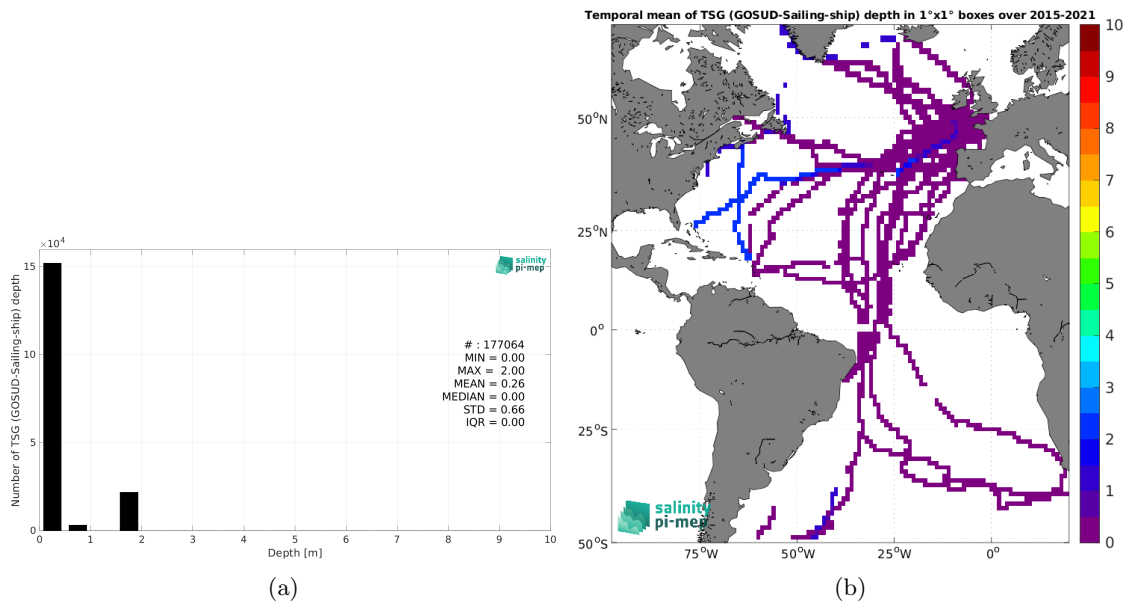 ×10⁴
15
10
5
0
Number of TSG (GOSUD-Sailing-ship) depth
salinity
pi-mep
# : 177064
MIN = 0.00
MAX = 2.00
MEAN = 0.26
MEDIAN = 0.00
STD = 0.66
IQR = 0.00
0 1 2 3 4 5 6 7 8 9 10
Depth [m]
(a)
Temporal mean of TSG (GOSUD-Sailing-ship) depth in 1°x1° boxes over 2015-2021
50°N
25°N
0°
25°S
50°S
75°W 50°W 25°W 0°
salinity
pi-mep
10
9
8
7
6
5
4
3
2
1
0
(b)